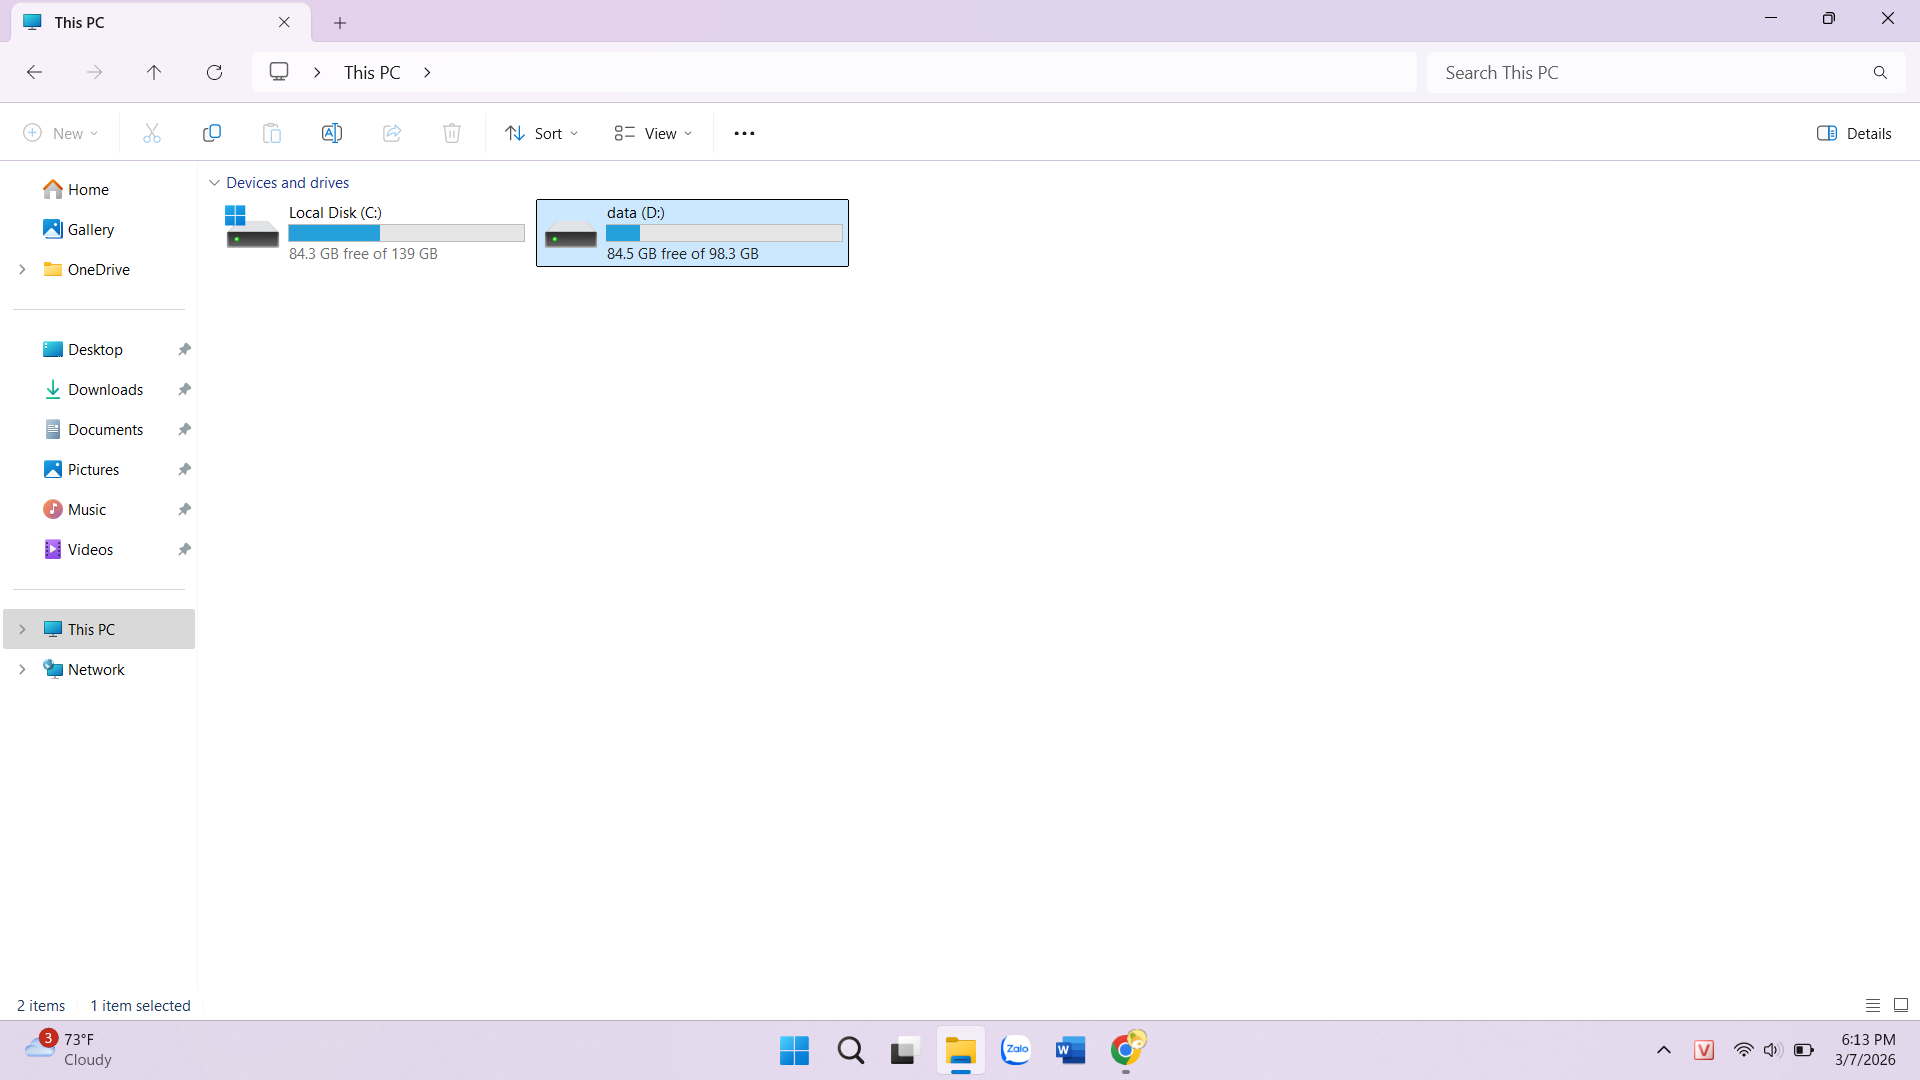 This PC
This PC
Search This PC
New
Sort
View
Details
Home
Gallery
OneDrive
Desktop
Downloads
Documents
Pictures
Music
Videos
This PC
Network
Devices and drives
Local Disk (C:)
84.3 GB free of 139 GB
data (D:)
84.5 GB free of 98.3 GB
2 items
1 item selected
3
73°F
Cloudy
Zalo
W
V
6:13 PM
3/7/2026